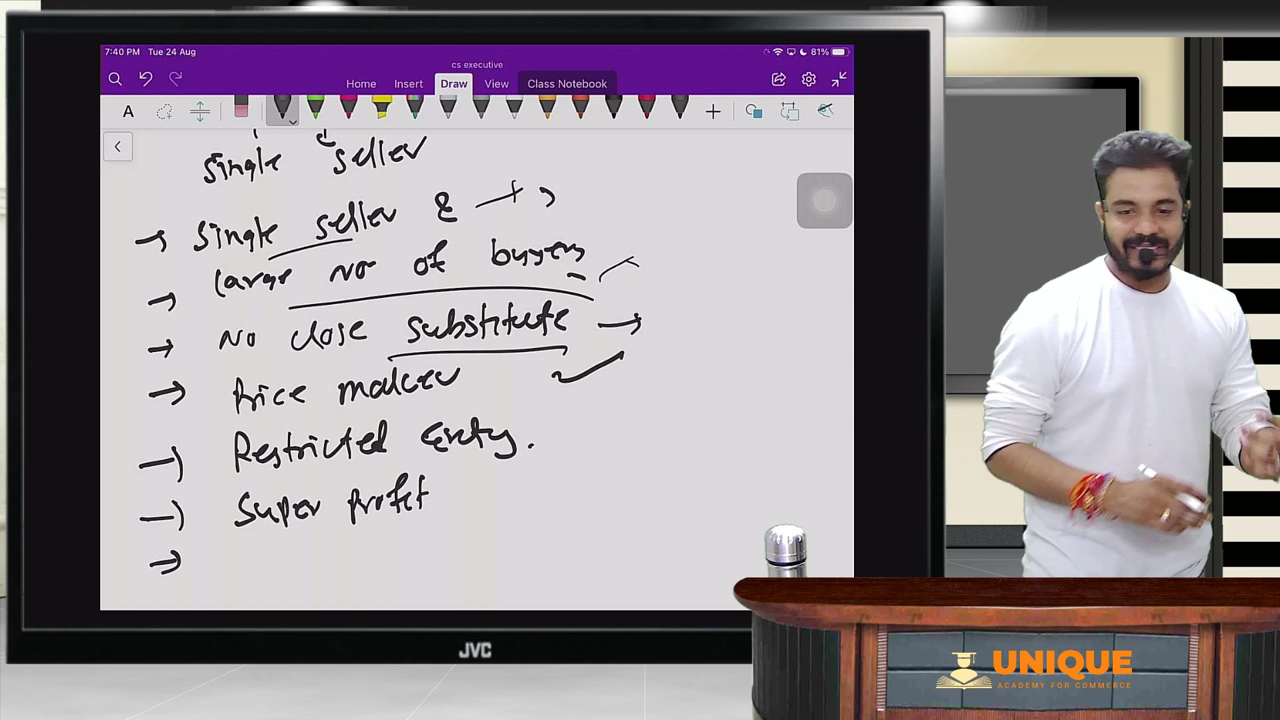 7:40 PM Tue 24 Aug
81%
cs executive
Home Insert Draw View Class Notebook
A
single seller
→ Single seller &
→ large no of buyers
→ No close substitute →
→ Price maker
→ Restricted Entry.
→ Super profit
→
JVC
UNIQUE
ACADEMY FOR COMMERCE